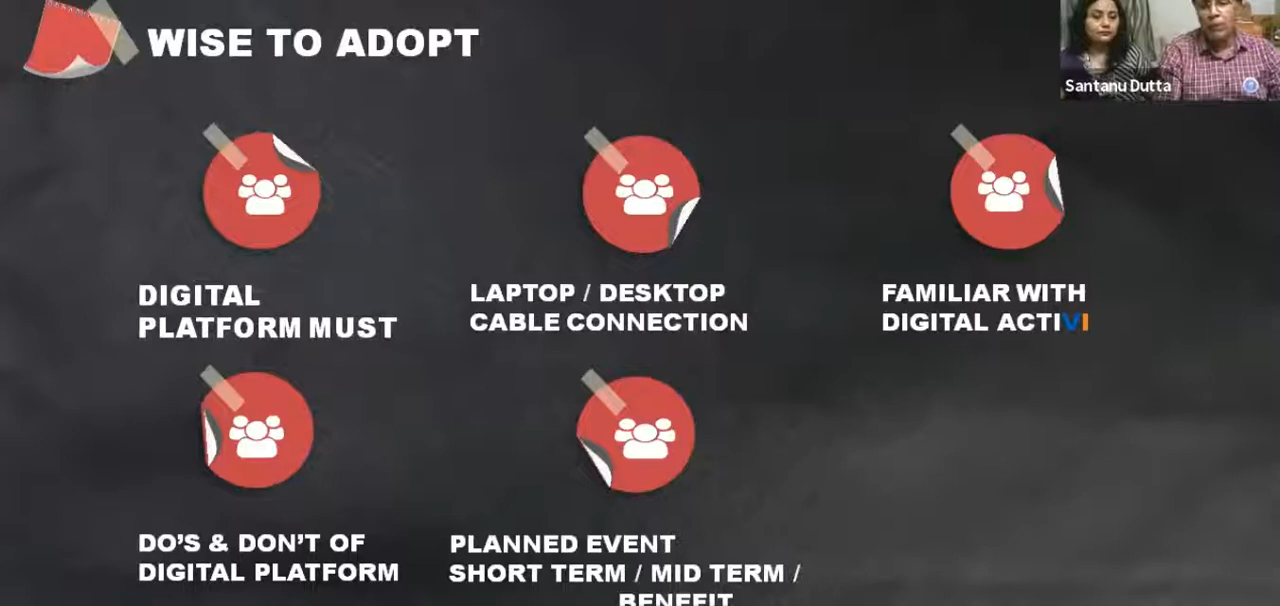 WISE TO ADOPT
Santanu Dutta
DIGITAL
PLATFORM MUST
LAPTOP / DESKTOP
CABLE CONNECTION
FAMILIAR WITH
DIGITAL ACTIVI
DO'S & DON'T OF
DIGITAL PLATFORM
PLANNED EVENT
SHORT TERM / MID TERM /
BENEFIT